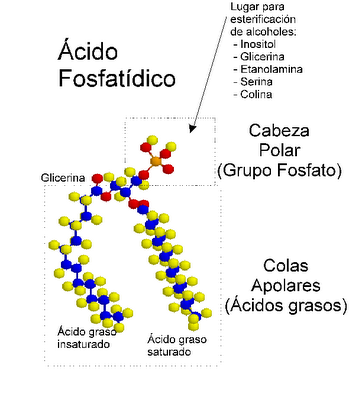 Lugar para
esterificación
de alcoholes:
- Inositol
- Glicerina
- Etanolamina
- Serina
- Colina
Ácido
Fosfatídico
Cabeza
Polar
(Grupo Fosfato)
Glicerina
Colas
Apolares
(Ácidos grasos)
Ácido graso
insaturado
Ácido graso
saturado